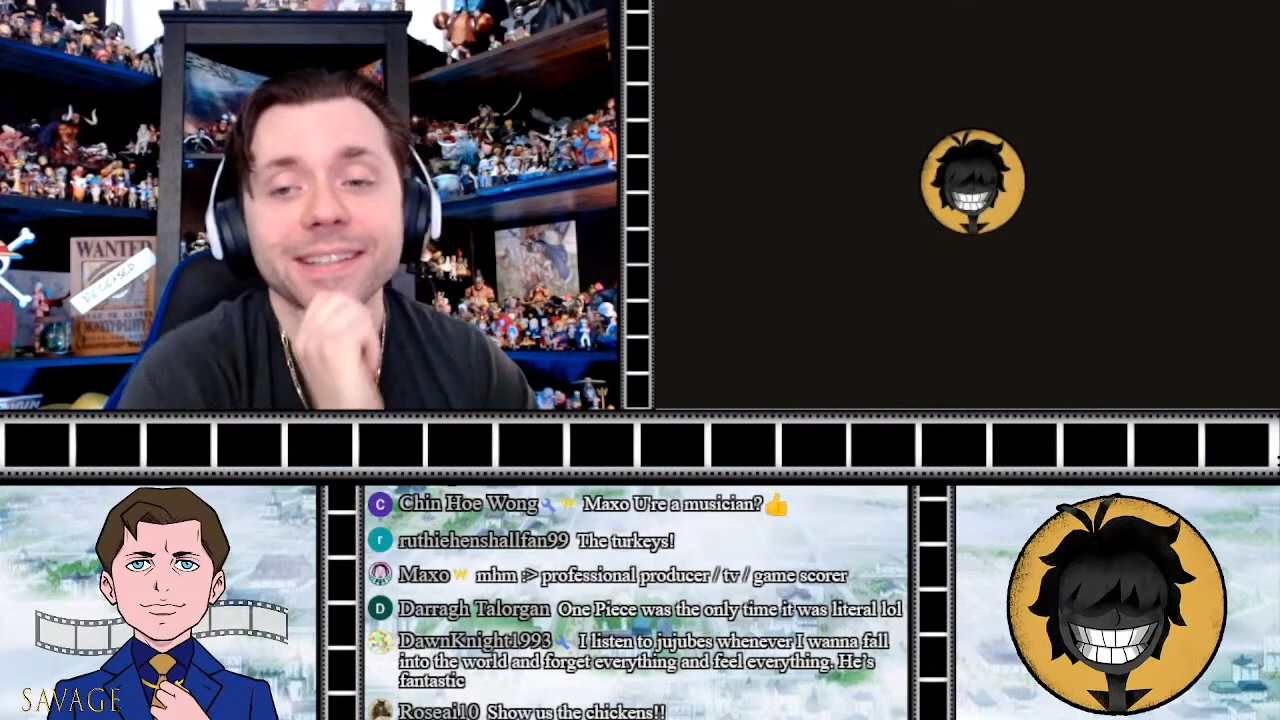 WANTED
DECEASED
C Chin Hoe Wong Maxo U're a musician?
r ruthiehenshallfan99 The turkeys!
Maxo mhm :> professional producer / tv / game scorer
D Darragh Talorgan One Piece was the only time it was literal lol
DawnKnight1993 I listen to jujubes whenever I wanna fall
into the world and forget everything and feel everything, He's
fantastic
SAVAGE
Roseai10 Show us the chickens!!